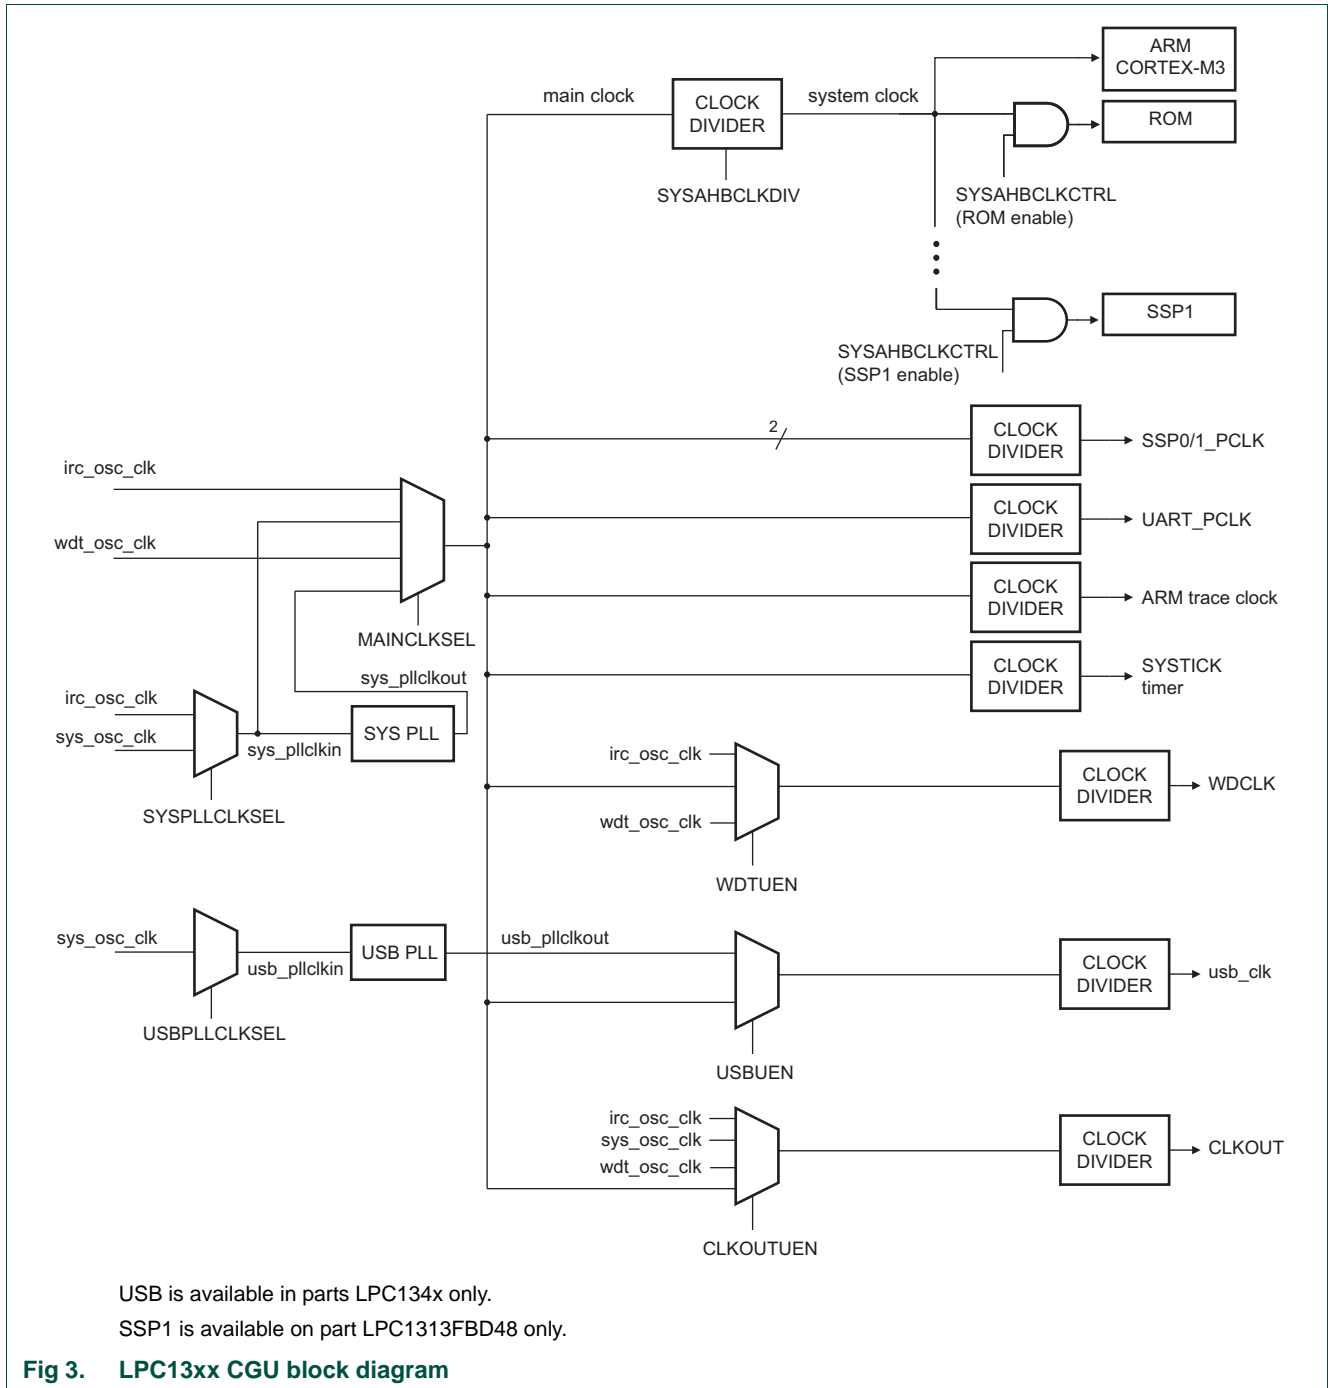 ARM
CORTEX-M3
main clock
CLOCK
DIVIDER
system clock
ROM
SYSAHBCLKDIV
SYSAHBCLKCTRL
(ROM enable)
SSP1
SYSAHBCLKCTRL
(SSP1 enable)
2
CLOCK
DIVIDER
SSP0/1_PCLK
irc_osc_clk
CLOCK
DIVIDER
UART_PCLK
wdt_osc_clk
CLOCK
DIVIDER
ARM trace clock
MAINCLKSEL
sys_pllclkout
CLOCK
DIVIDER
SYSTICK
timer
irc_osc_clk
sys_osc_clk
sys_pllclkin
SYS PLL
SYSPLLCLKSEL
irc_osc_clk
wdt_osc_clk
WDTUEN
CLOCK
DIVIDER
WDCLK
sys_osc_clk
usb_pllclkin
USB PLL
usb_pllclkout
USBPLLCLKSEL
CLOCK
DIVIDER
usb_clk
USBUEN
irc_osc_clk
sys_osc_clk
wdt_osc_clk
CLOCK
DIVIDER
CLKOUT
CLKOUTUEN
USB is available in parts LPC134x only.
SSP1 is available on part LPC1313FBD48 only.
Fig 3. LPC13xx CGU block diagram